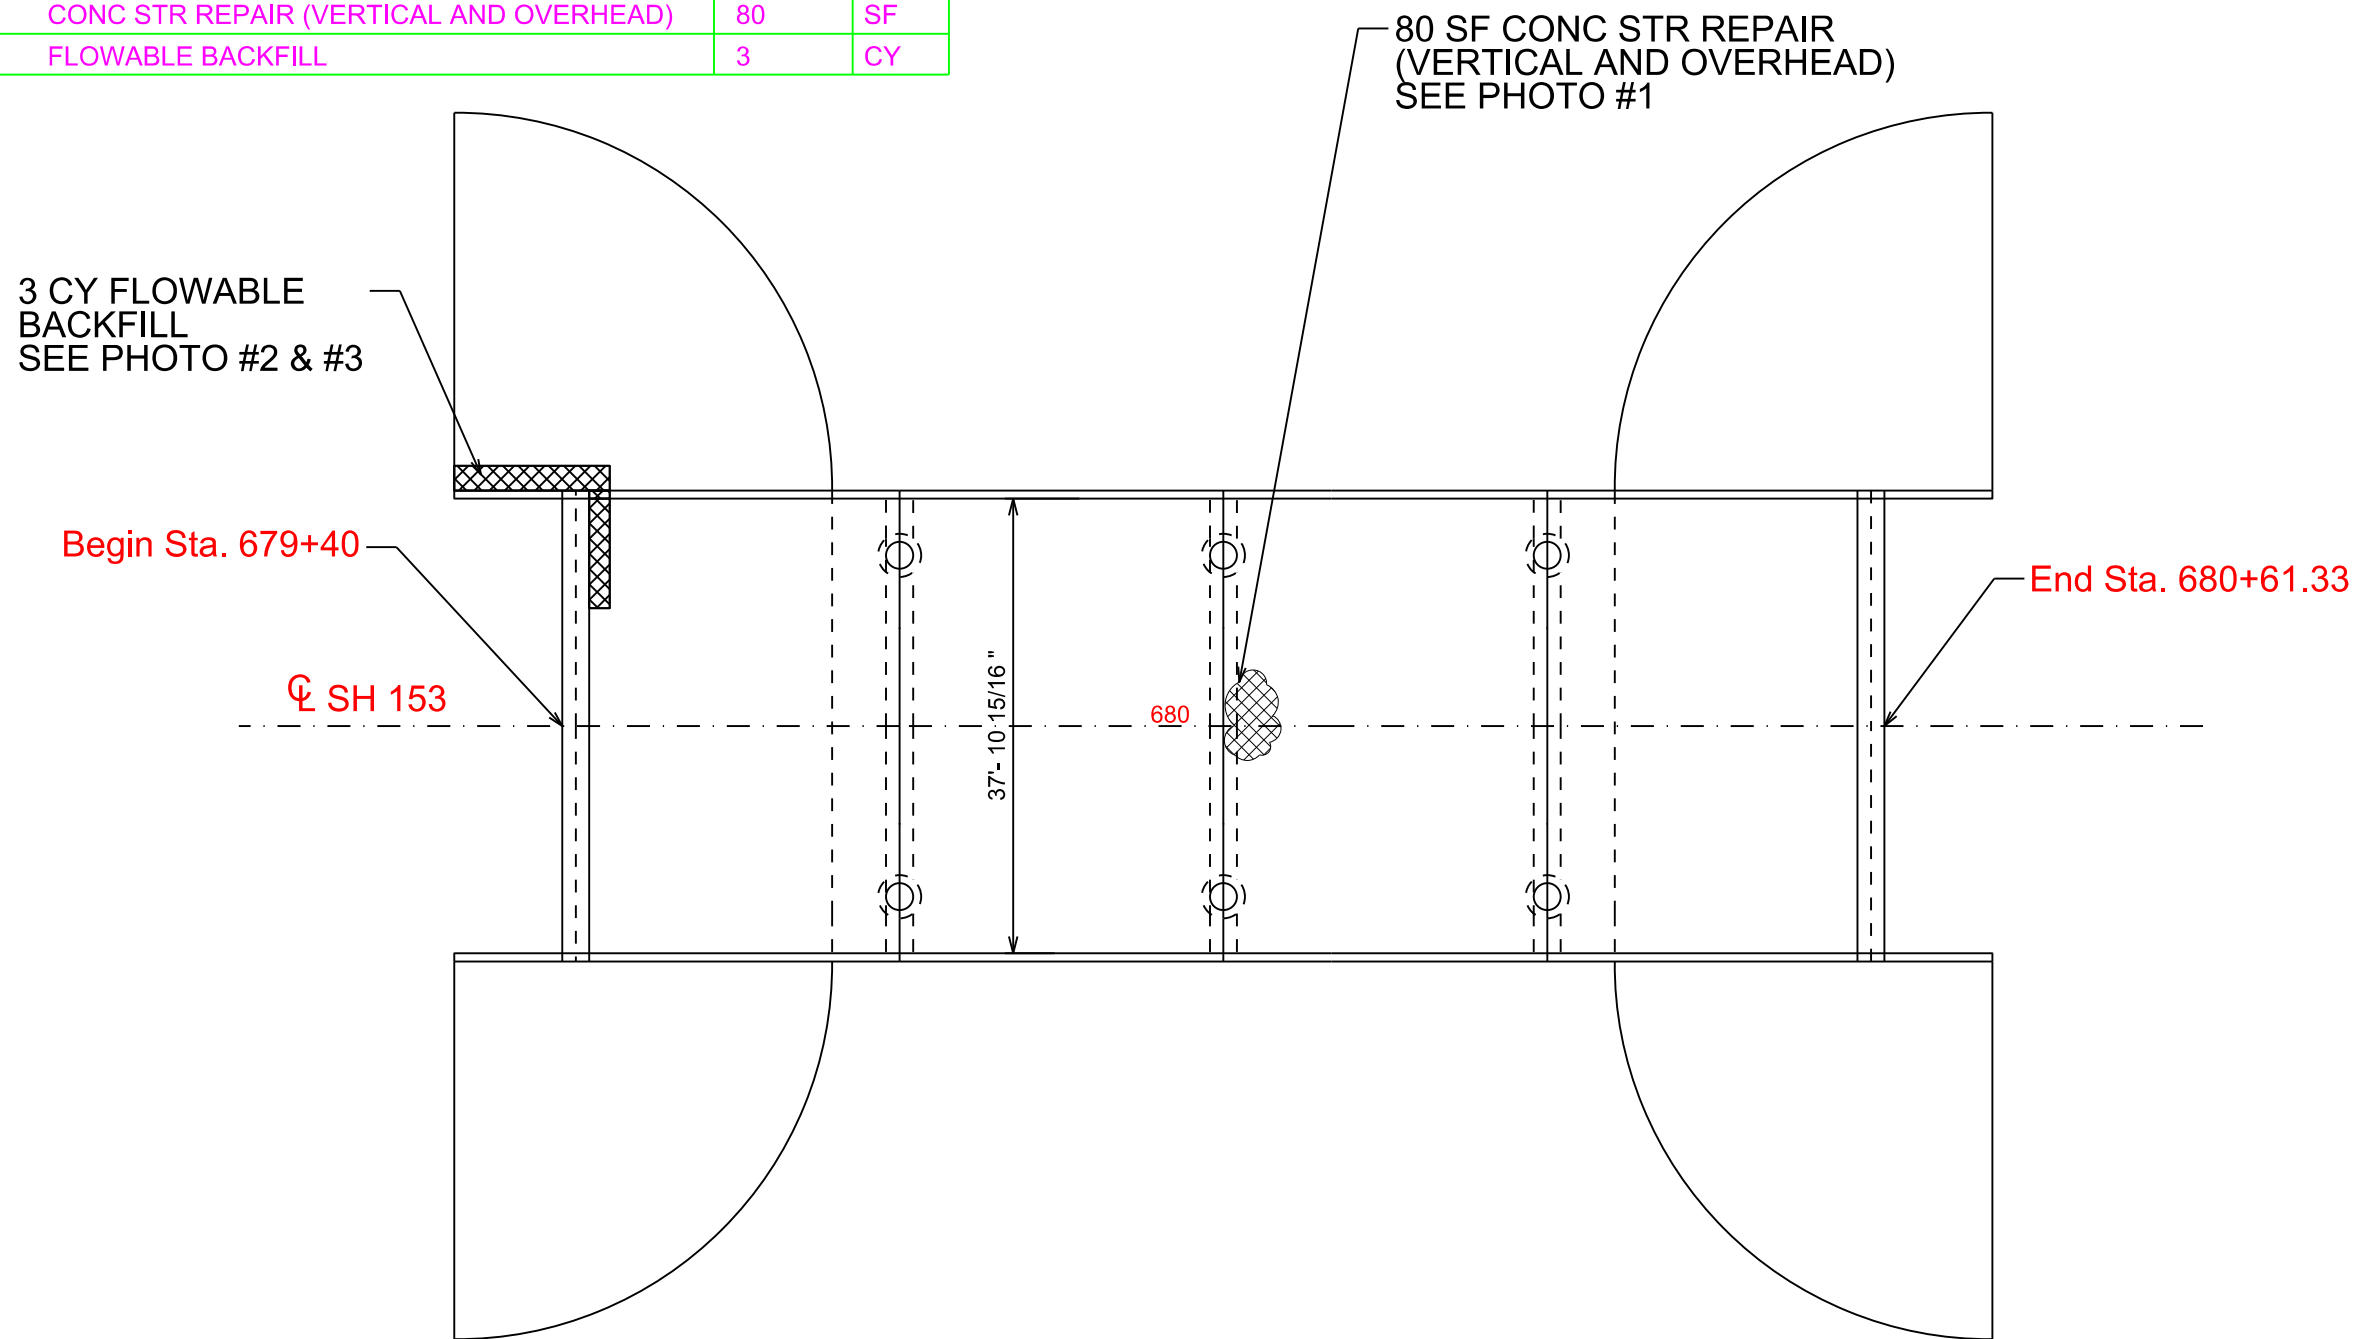 CONC STR REPAIR (VERTICAL AND OVERHEAD) 80 SF
FLOWABLE BACKFILL 3 CY
80 SF CONC STR REPAIR
(VERTICAL AND OVERHEAD)
SEE PHOTO #1
3 CY FLOWABLE
BACKFILL
SEE PHOTO #2 & #3
Begin Sta. 679+40
End Sta. 680+61.33
℄ SH 153
680
37'- 10 15/16 "